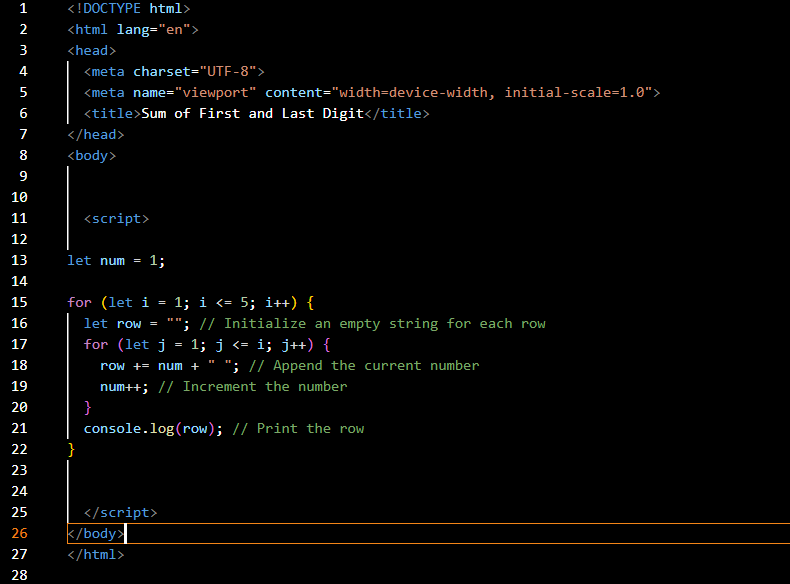 1 <!DOCTYPE html>
2 <html lang="en">
3 <head>
4   <meta charset="UTF-8">
5   <meta name="viewport" content="width=device-width, initial-scale=1.0">
6   <title>Sum of First and Last Digit</title>
7 </head>
8 <body>
9
10
11   <script>
12
13 let num = 1;
14
15 for (let i = 1; i <= 5; i++) {
16   let row = ""; // Initialize an empty string for each row
17   for (let j = 1; j <= i; j++) {
18     row += num + " "; // Append the current number
19     num++; // Increment the number
20   }
21   console.log(row); // Print the row
22 }
23
24
25   </script>
26 </body>
27 </html>
28